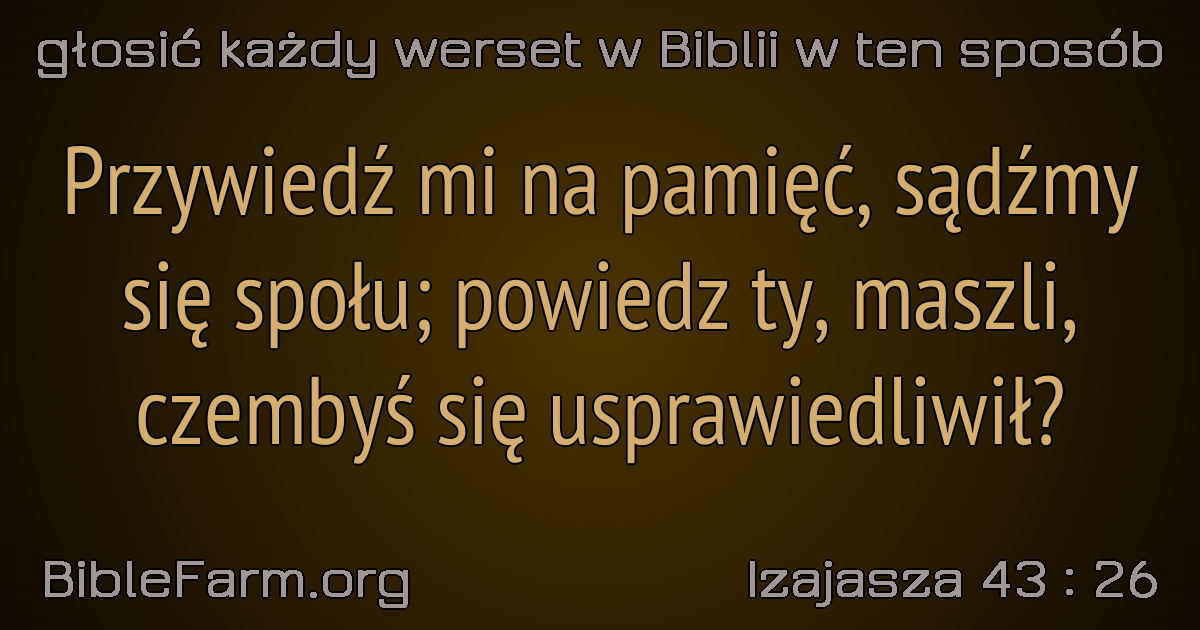 głosić każdy werset w Biblii w ten sposób
Przywiedź mi na pamięć, sądźmy
się społu; powiedz ty, maszli,
czembyś się usprawiedliwił?
BibleFarm.org
Izajasza 43 : 26